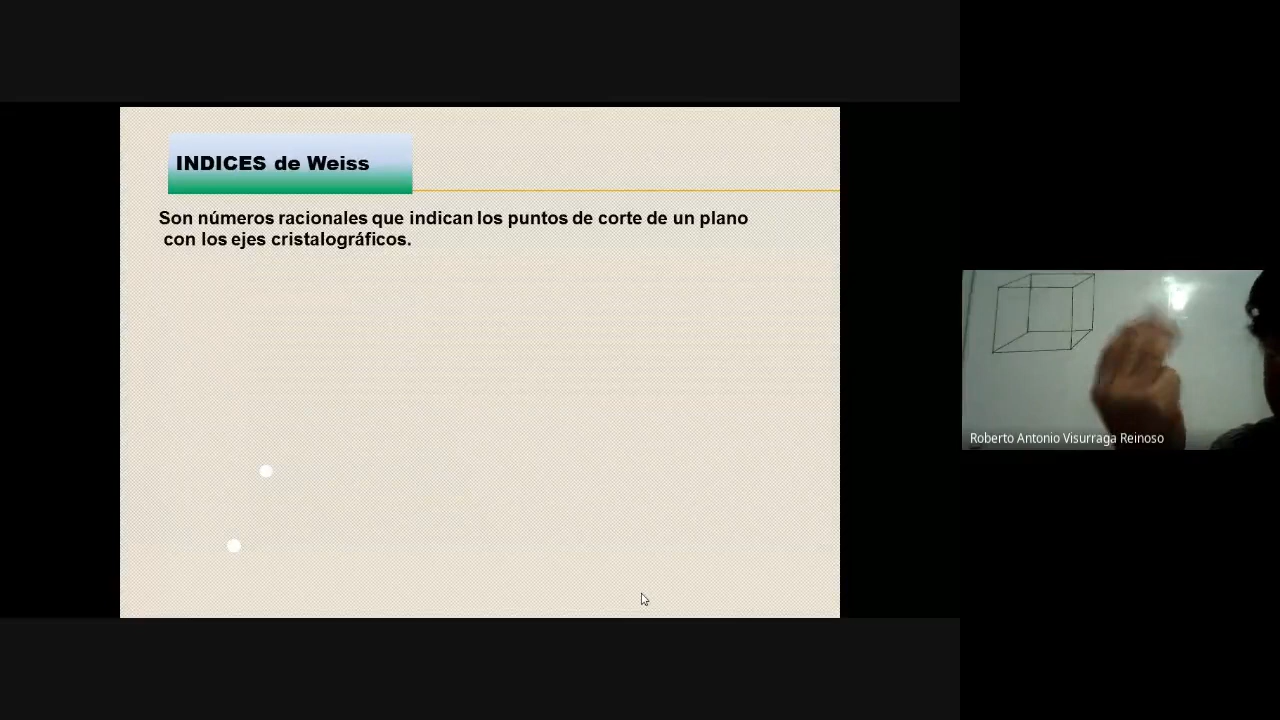 INDICES de Weiss
Son números racionales que indican los puntos de corte de un plano
con los ejes cristalográficos.
Roberto Antonio Visurraga Reinoso